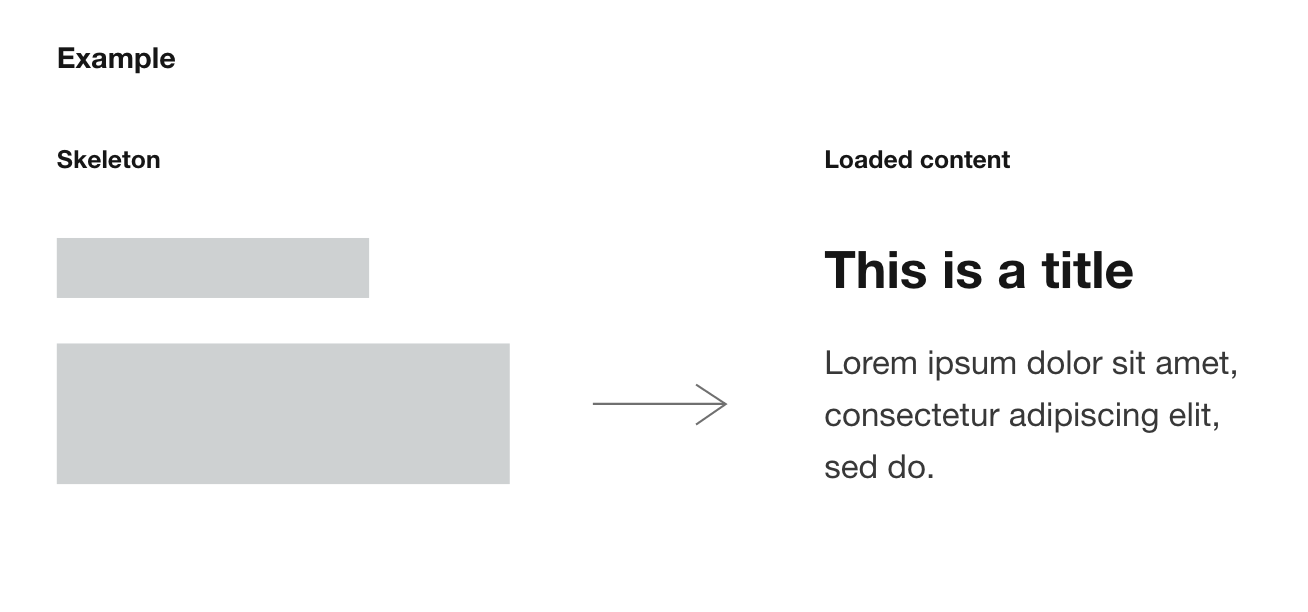 Example
Skeleton
Loaded content
This is a title
Lorem ipsum dolor sit amet,
consectetur adipiscing elit,
sed do.